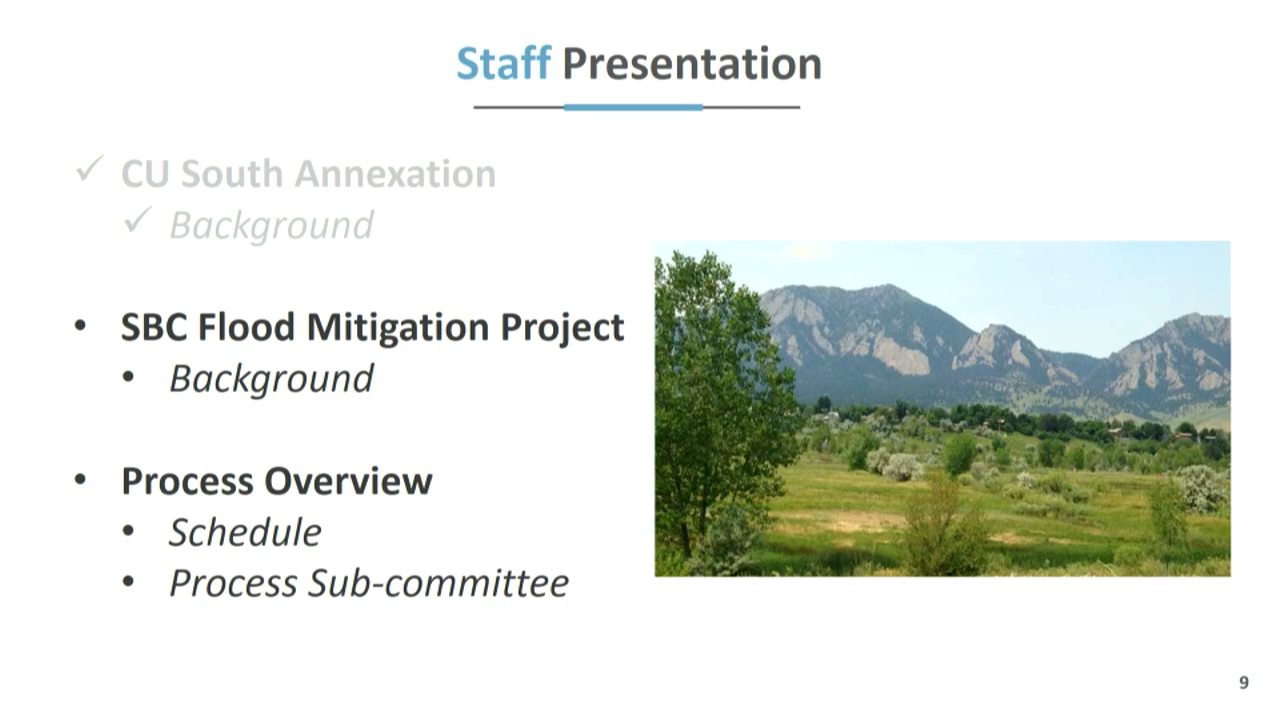 Staff Presentation
✓ CU South Annexation
✓ Background
• SBC Flood Mitigation Project
• Background
• Process Overview
• Schedule
• Process Sub-committee
9